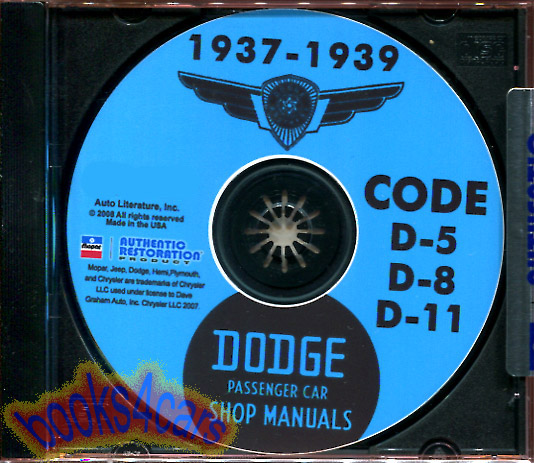 1937-1939
CODE
D-5
D-8
D-11
Auto Literature, Inc.
© 2008 All rights reserved
Made in the USA
Mopar
AUTHENTIC
RESTORATION
PRODUCT
Mopar, Jeep, Dodge, Hemi, Plymouth,
and Chrysler are trademarks of Chrysler
LLC used under license to Dave
Graham Auto, Inc. Chrysler LLC 2007.
DODGE
PASSENGER CAR
SHOP MANUALS
books4cars